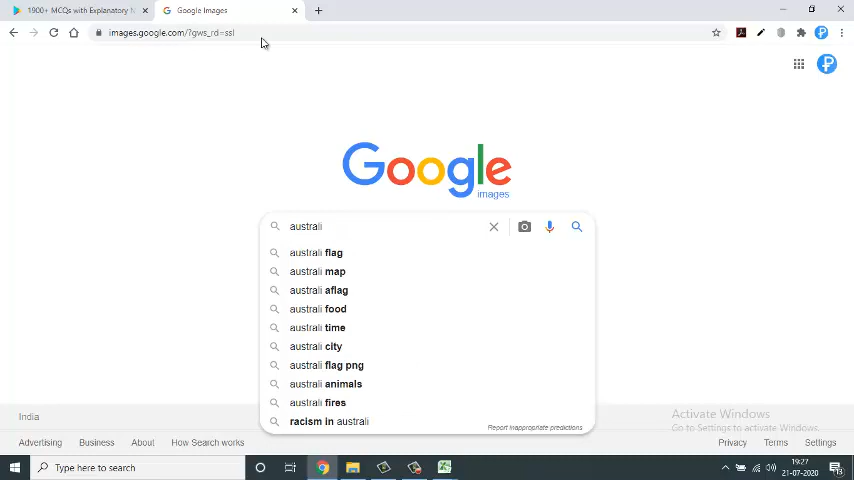 1900+ MCQs with Explanatory N
Google Images
images.google.com/?gws_rd=ssl
Google
images
australi
australi flag
australi map
australi aflag
australi food
australi time
australi city
australi flag png
australi animals
australi fires
racism in australi
Report inappropriate predictions
India
Activate Windows
Go to Settings to activate Windows.
Advertising Business About How Search works Privacy Terms Settings
Type here to search
19:27
21-07-2020
13